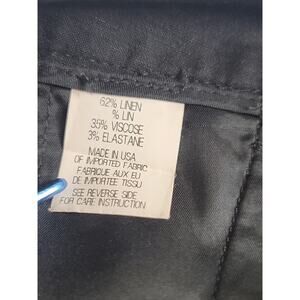 62% LINEN
% LIN
35% VISCOSE
3% ELASTANE
MADE IN USA
OF IMPORTED FABRIC
FABRIQUE AUX EU
DE IMPORTEE TISSU
SEE REVERSE SIDE
FOR CARE INSTRUCTION